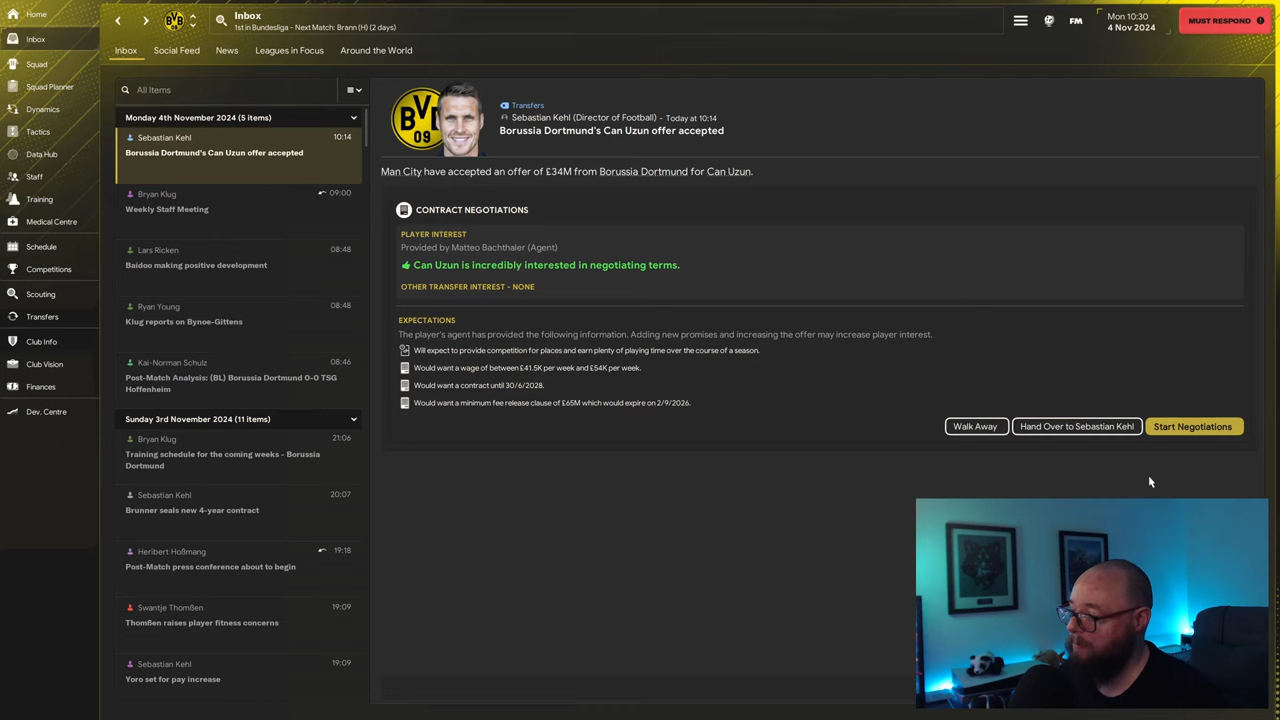 Home
Inbox
Squad
Squad Planner
Dynamics
Tactics
Data Hub
Staff
Training
Medical Centre
Schedule
Competitions
Scouting
Transfers
Club Info
Club Vision
Finances
Dev. Centre
BVB 09
Inbox
1st in Bundesliga - Next Match: Brann (H) (2 days)
FM
Mon 10:30
4 Nov 2024
MUST RESPOND
Inbox
Social Feed
News
Leagues in Focus
Around the World
All Items
Monday 4th November 2024 (5 items)
Sebastian Kehl 10:14
Borussia Dortmund's Can Uzun offer accepted
Bryan Klug 09:00
Weekly Staff Meeting
Lars Ricken 08:48
Baidoo making positive development
Ryan Young 08:48
Klug reports on Bynoe-Gittens
Kai-Norman Schulz 08:46
Post-Match Analysis: (BL) Borussia Dortmund 0-0 TSG
Hoffenheim
Sunday 3rd November 2024 (11 items)
Bryan Klug 21:06
Training schedule for the coming weeks - Borussia
Dortmund
Sebastian Kehl 20:07
Brunner seals new 4-year contract
Heribert Hoßmang 19:18
Post-Match press conference about to begin
Swantje Thomßen 19:09
Thomßen raises player fitness concerns
Sebastian Kehl 19:09
Yoro set for pay increase
BVB
09
Transfers
Sebastian Kehl (Director of Football) - Today at 10:14
Borussia Dortmund's Can Uzun offer accepted
Man City have accepted an offer of £34M from Borussia Dortmund for Can Uzun.
CONTRACT NEGOTIATIONS
PLAYER INTEREST
Provided by Matteo Bachthaler (Agent)
Can Uzun is incredibly interested in negotiating terms.
OTHER TRANSFER INTEREST - NONE
EXPECTATIONS
The player's agent has provided the following information. Adding new promises and increasing the offer may increase player interest.
Will expect to provide competition for places and earn plenty of playing time over the course of a season.
Would want a wage of between £41.5K per week and £54K per week.
Would want a contract until 30/6/2028.
Would want a minimum fee release clause of £65M which would expire on 2/9/2026.
Walk Away
Hand Over to Sebastian Kehl
Start Negotiations